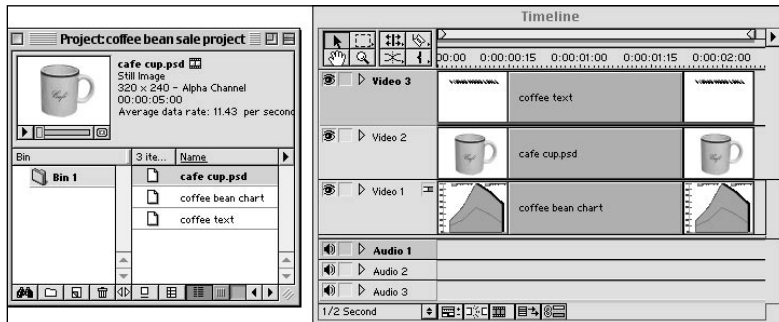 Project: coffee bean sale project
cafe cup.psd
Still Image
320 x 240 - Alpha Channel
00:00:05:00
Average data rate: 11.43 per second
Bin
3 ite...
Name
Bin 1
cafe cup.psd
coffee bean chart
coffee text
Timeline
00:00
0:00:00:15
0:00:01:00
0:00:01:15
0:00:02:00
Video 3
coffee text
Video 2
cafe cup.psd
Video 1
coffee bean chart
Audio 1
Audio 2
Audio 3
1/2 Second